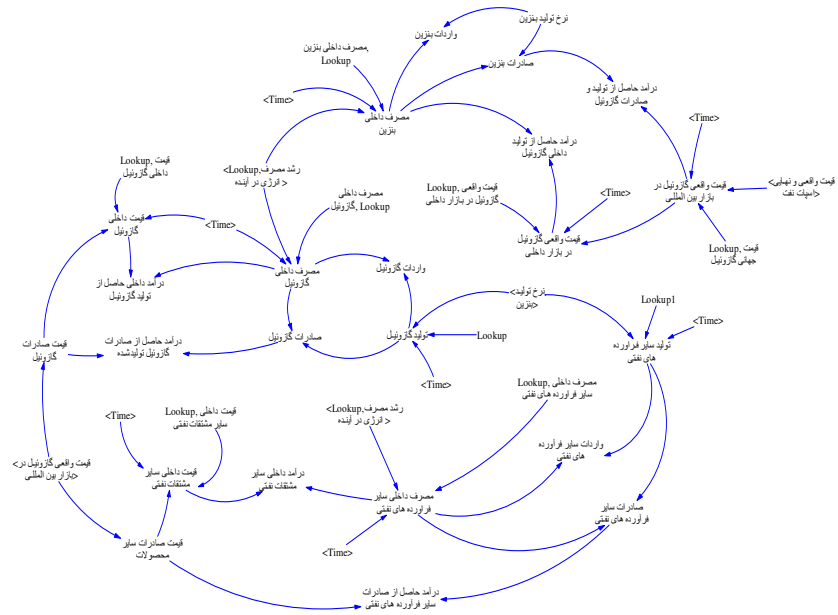 نرخ تولید بنزین
واردات بنزین
مصرف داخلی بنزین,
Lookup
صادرات بنزین
<Time>
درآمد حاصل از تولید و
صادرات گازوئیل
مصرف داخلی
بنزین
<Time>
درآمد حاصل از تولید
داخلی گازوئیل
قیمت ,Lookup
داخلی گازوئیل
رشد مصرف,Lookup>
< انرژی در آینده
مصرف داخلی
گازوئیل, Lookup
قیمت واقعی ,Lookup
گازوئیل در بازار داخلی
<Time>
قیمت واقعی گازوئیل در
بازار بین المللی
قیمت واقعی و نهایی>
<اسپات نفت
قیمت داخلی
گازوئیل
<Time>
قیمت واقعی گازوئیل
در بازار داخلی
قیمت ,Lookup
جهانی گازوئیل
مصرف داخلی
گازوئیل
واردات گازوئیل
درآمد داخلی حاصل از
تولید گازوئیل
نرخ تولید>
<بنزین
Lookup1
<Time>
قیمت صادرات
گازوئیل
درآمد حاصل از صادرات
گازوئیل تولیدشده
صادرات گازوئیل
تولید گازوئیل
Lookup
تولید سایر فراورده
های نفتی
<Time>
مصرف داخلی ,Lookup
سایر فراورده های نفتی
<Time>
قیمت داخلی ,Lookup
سایر مشتقات نفتی
رشد مصرف,Lookup>
< انرژی در آینده
واردات سایر فرآورده
های نفتی
قیمت واقعی گازوئیل در>
<بازار بین المللی
قیمت داخلی سایر
مشتقات نفتی
درآمد داخلی سایر
مشتقات نفتی
مصرف داخلی سایر
فراورده های نفتی
صادرات سایر
فرآورده های نفتی
<Time>
قیمت صادرات سایر
محصولات
درآمد حاصل از صادرات
سایر فرآورده های نفتی